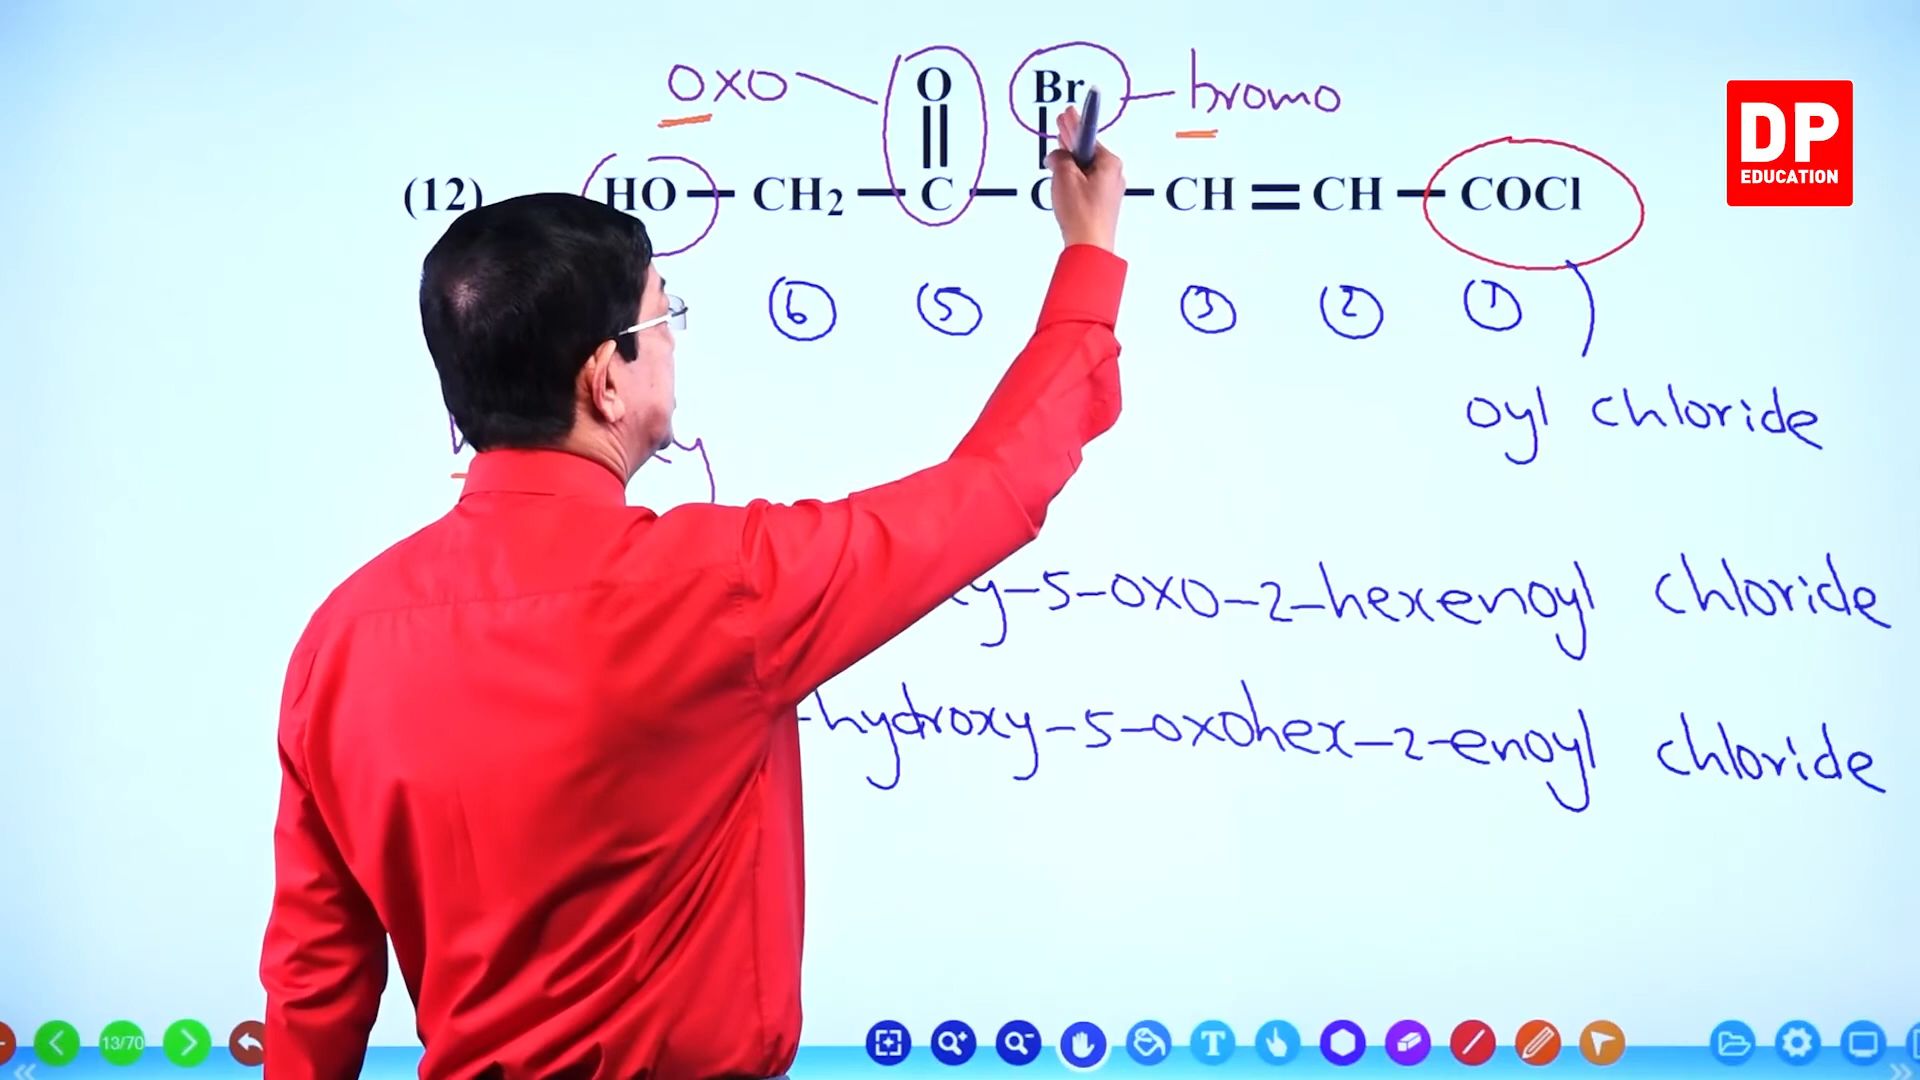 oxo O Br bromo
(12) HO — CH₂ — C — C — CH = CH — COCl
DP
EDUCATION
6 5 3 2 1
oyl chloride
y-5-oxo-2-hexenoyl chloride
-hydroxy-5-oxohex-2-enoyl chloride
13/70
T